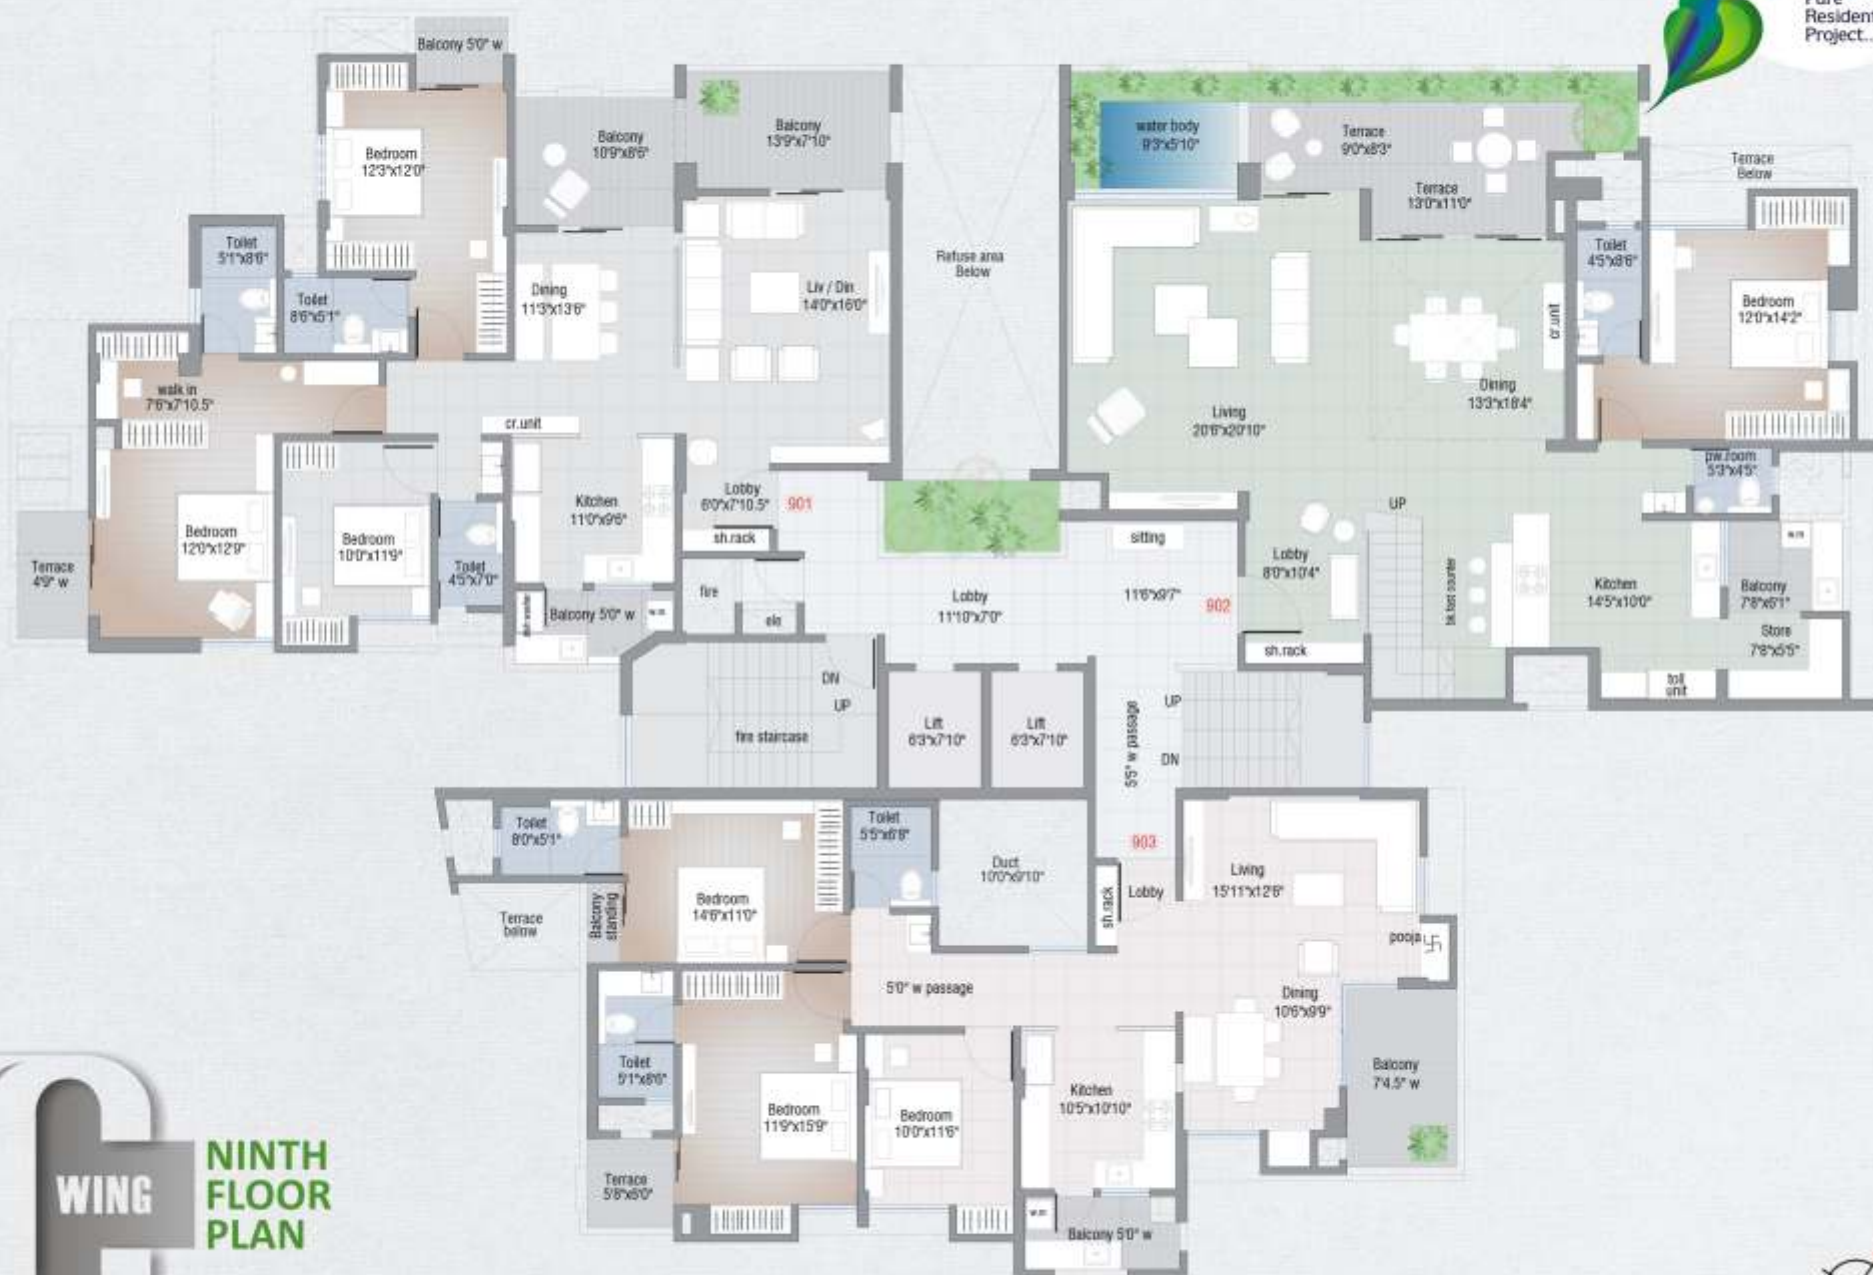 Pure
Resident
Project..
Balcony 5'0" w
Bedroom
12'3"x12'0"
Balcony
10'9"x8'6"
Balcony
13'9"x7'10"
water body
9'3"x5'10"
Terrace
9'0"x8'3"
Terrace
13'0"x11'0"
Terrace
Below
Toilet
5'1"x8'6"
Toilet
8'6"x5'1"
Dining
11'3"x13'6"
Liv / Din
14'0"x16'0"
Refuse area
Below
Toilet
4'5"x8'6"
Bedroom
12'0"x14'2"
cr.unit
walk in
7'6"x7'10.5"
cr.unit
Living
20'6"x20'10"
Dining
13'3"x18'4"
pw.room
5'3"x4'5"
Terrace
4'9" w
Bedroom
12'0"x12'9"
Bedroom
10'0"x11'9"
Toilet
4'5"x7'0"
Kitchen
11'0"x9'6"
Lobby
6'0"x7'10.5"
901
sh.rack
sitting
UP
w.m
Lobby
8'0"x10'4"
bk.fast counter
Kitchen
14'5"x10'0"
Balcony
7'8"x6'1"
Store
7'8"x5'5"
fire
ele
Balcony 5'0" w
w.m
Lobby
11'10"x7'0"
11'6"x9'7"
902
sh.rack
toll
unit
DN
UP
fire staircase
Lift
6'3"x7'10"
Lift
6'3"x7'10"
5'5" w passage
UP
DN
903
Toilet
8'0"x5'1"
Toilet
5'5"x6'8"
Duct
10'0"x9'10"
Lobby
sh.rack
Living
15'11"x12'6"
Terrace
below
Balcony
standing
Bedroom
14'6"x11'0"
pooja
5'0" w passage
Dining
10'6"x9'9"
Toilet
5'1"x8'6"
Bedroom
11'9"x15'9"
Bedroom
10'0"x11'6"
Kitchen
10'5"x10'10"
Balcony
7'4.5" w
Terrace
5'8"x6'0"
w.m
Balcony 5'0" w
WING
NINTH
FLOOR
PLAN